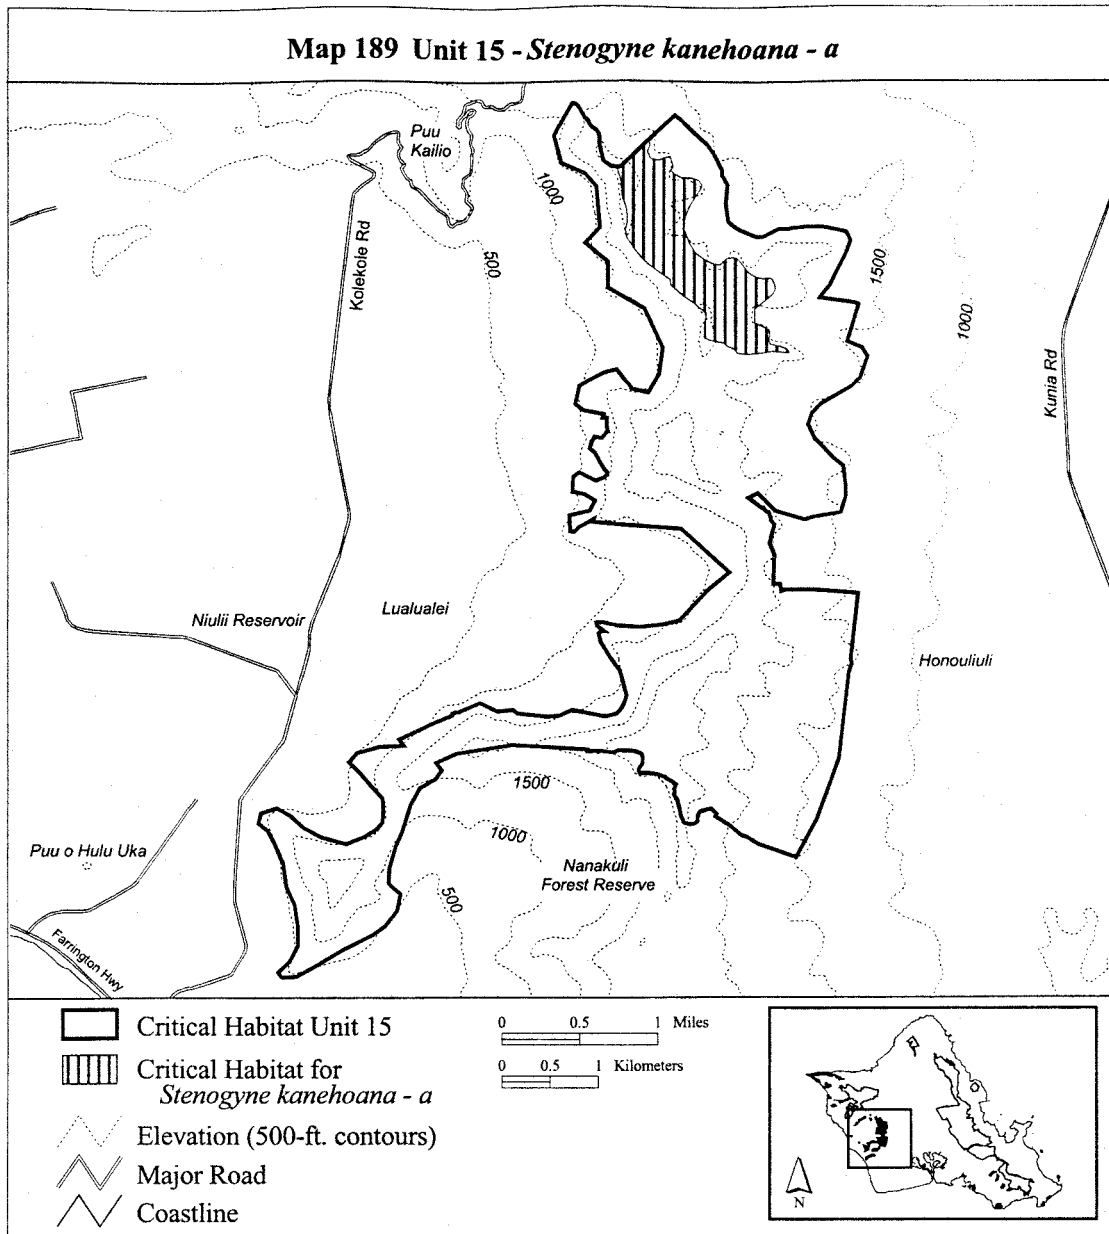 Map 189 Unit 15 - Stenogyne kanehoana - a
Puu
Kailio
1000
Kolekole Rd
500
1500
1000
Kunia Rd
Niulii Reservoir
Lualualei
Honouliuli
1500
1000
Puu o Hulu Uka
Nanakuli
Forest Reserve
500
Farrington Hwy
Critical Habitat Unit 15
Critical Habitat for
Stenogyne kanehoana - a
Elevation (500-ft. contours)
Major Road
Coastline
0 0.5 1 Miles
0 0.5 1 Kilometers
N